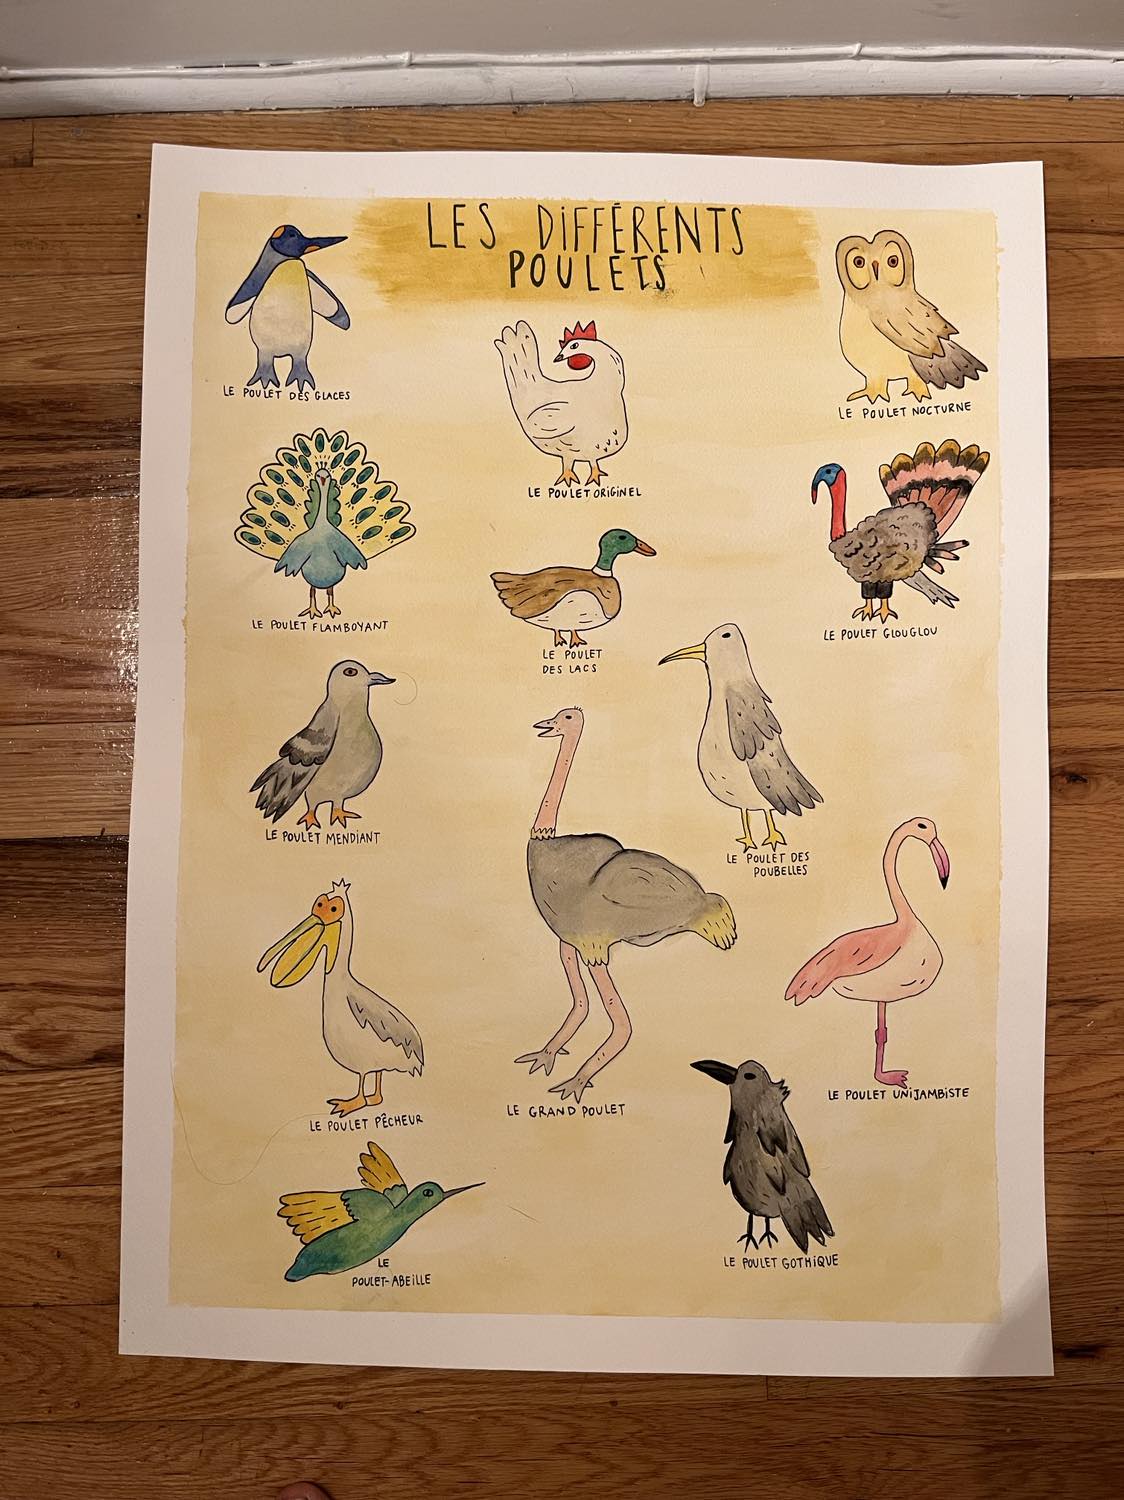 LES DIFFÉRENTS
POULETS
LE POULET DES GLACES
LE POULET ORIGINEL
LE POULET NOCTURNE
LE POULET FLAMBOYANT
LE POULET
DES LACS
LE POULET GLOUGLOU
LE POULET MENDIANT
LE POULET DES
POUBELLES
LE POULET PÊCHEUR
LE GRAND POULET
LE POULET UNIJAMBISTE
LE
POULET-ABEILLE
LE POULET GOTHIQUE